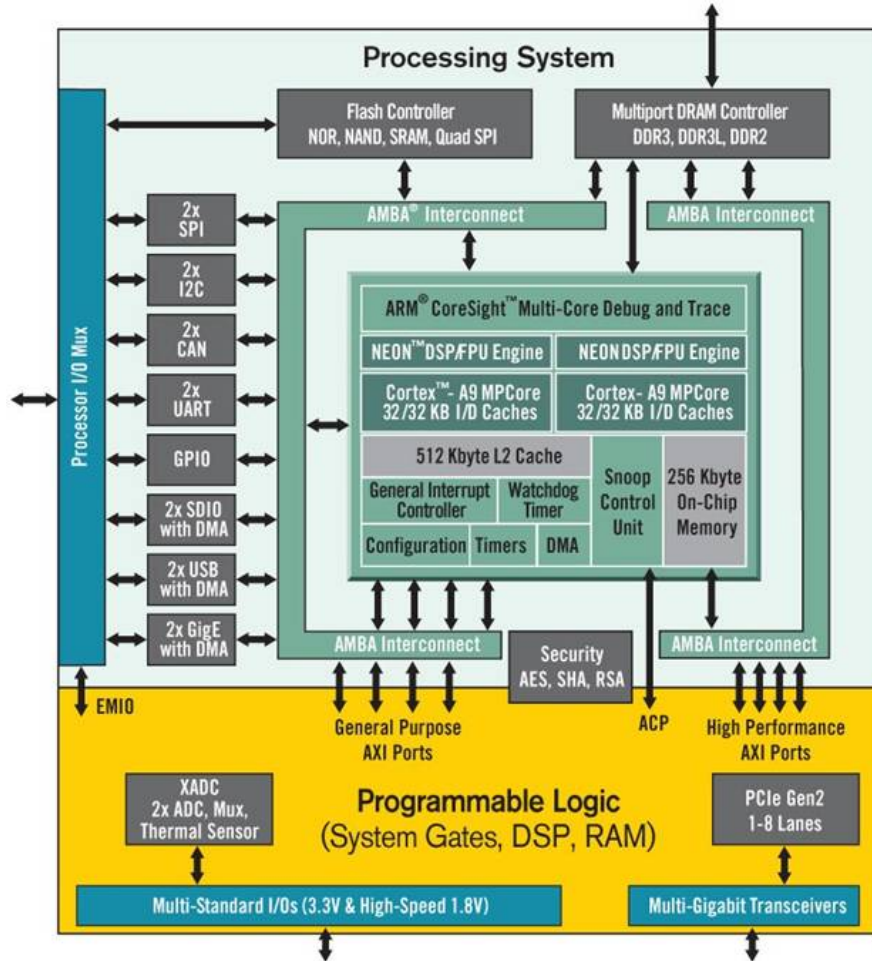 Processing System
Flash Controller
NOR, NAND, SRAM, Quad SPI
Multiport DRAM Controller
DDR3, DDR3L, DDR2
AMBA® Interconnect
AMBA Interconnect
Processor I/O Mux
2x
SPI
2x
I2C
2x
CAN
2x
UART
GPIO
2x SDIO
with DMA
2x USB
with DMA
2x GigE
with DMA
ARM® CoreSight™ Multi-Core Debug and Trace
NEON™ DSP/FPU Engine
NEON DSP/FPU Engine
Cortex™- A9 MPCore
32/32 KB I/D Caches
Cortex- A9 MPCore
32/32 KB I/D Caches
512 Kbyte L2 Cache
General Interrupt
Controller
Watchdog
Timer
Configuration
Timers
DMA
Snoop
Control
Unit
256 Kbyte
On-Chip
Memory
AMBA Interconnect
AMBA Interconnect
Security
AES, SHA, RSA
EMIO
General Purpose
AXI Ports
ACP
High Performance
AXI Ports
XADC
2x ADC, Mux,
Thermal Sensor
Programmable Logic
(System Gates, DSP, RAM)
PCIe Gen2
1-8 Lanes
Multi-Standard I/Os (3.3V & High-Speed 1.8V)
Multi-Gigabit Transceivers